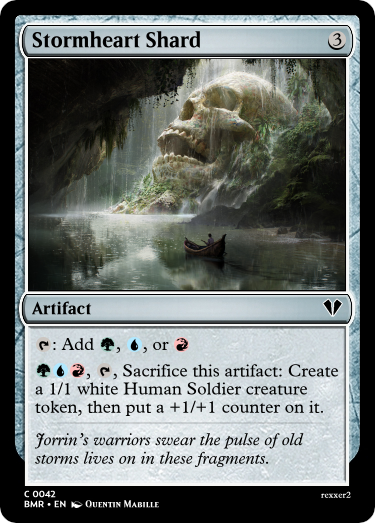 Stormheart Shard 3
Artifact
: Add , , or
, , Sacrifice this artifact: Create
a 1/1 white Human Soldier creature
token, then put a +1/+1 counter on it.
Jorrin's warriors swear the pulse of old
storms lives on in these fragments.
C 0042
BMR • EN Quentin Mabille
rexxer2